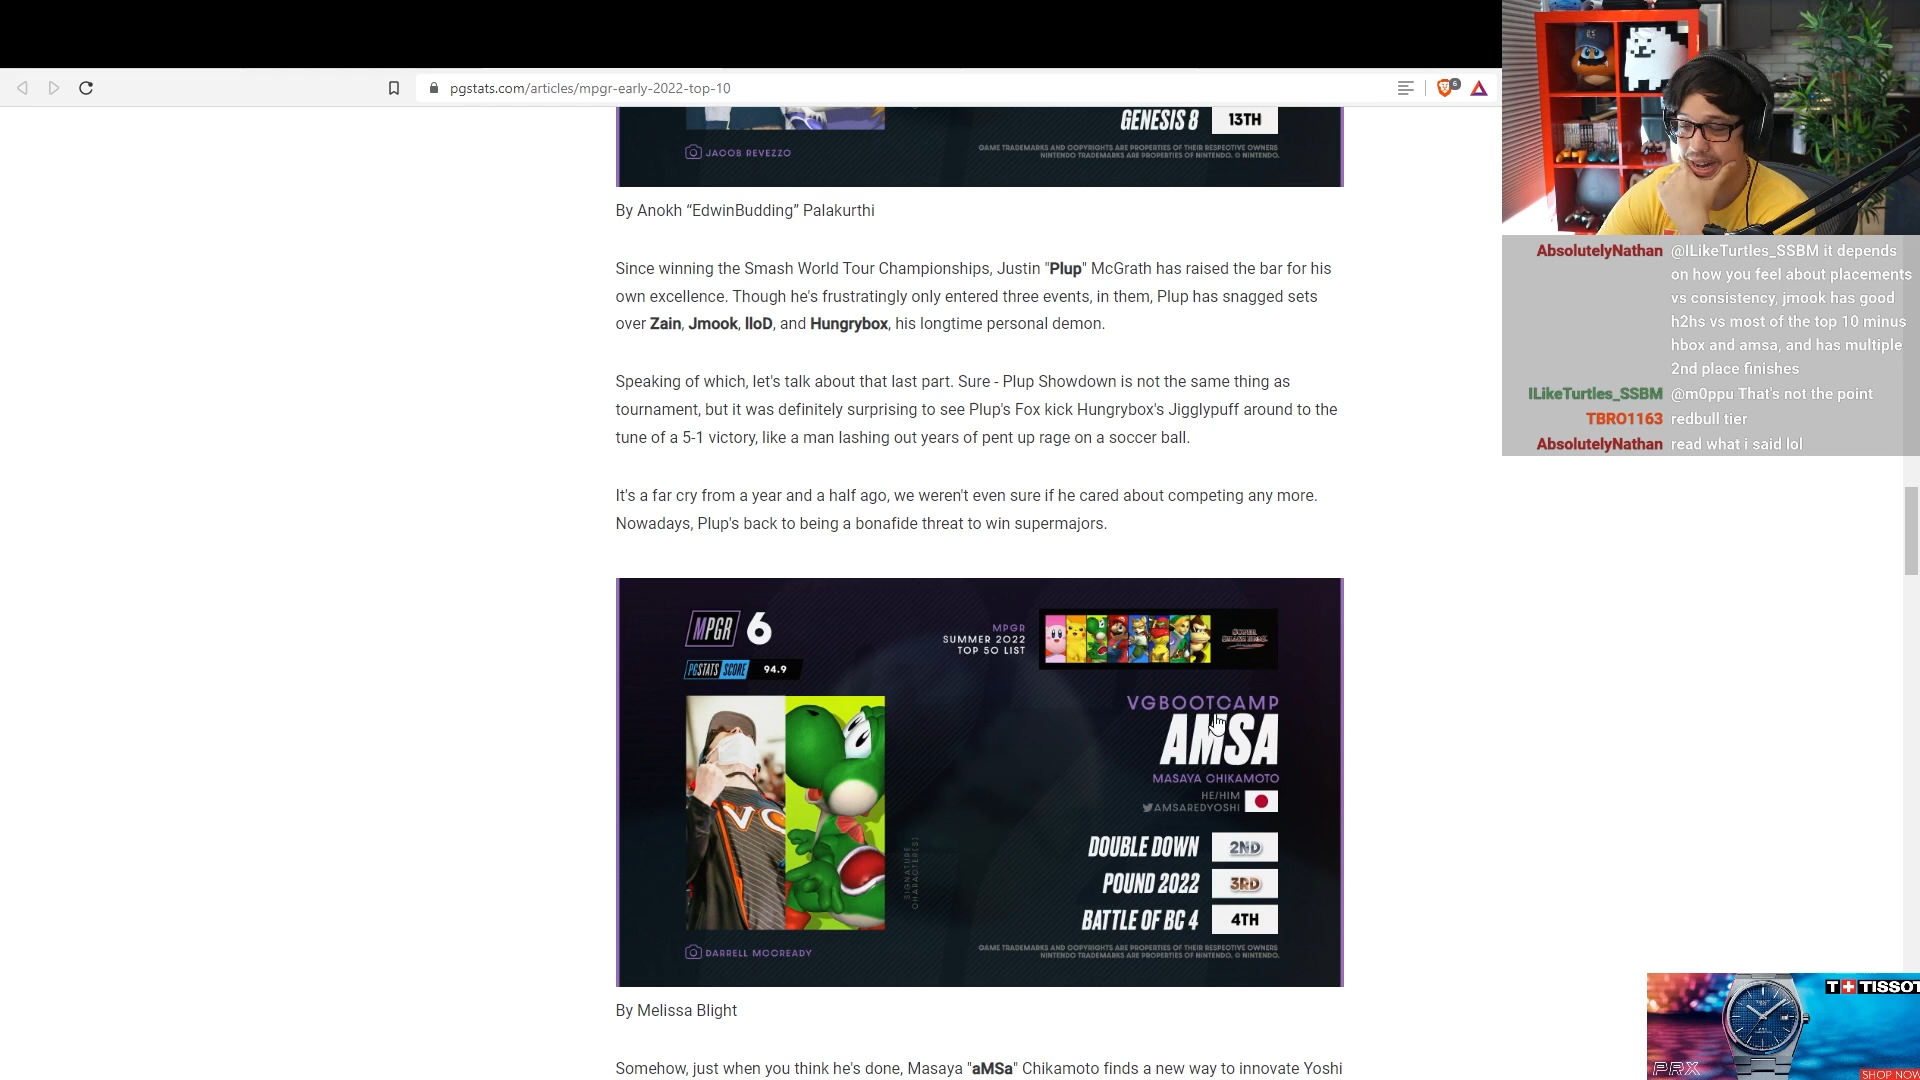 pgstats.com/articles/mpgr-early-2022-top-10
6
GENESIS 8 13TH
JACOB REVEZZO
GAME TRADEMARKS AND COPYRIGHTS ARE PROPERTIES OF THEIR RESPECTIVE OWNERS
NINTENDO TRADEMARKS ARE PROPERTIES OF NINTENDO. © NINTENDO.
By Anokh “EdwinBudding” Palakurthi
Since winning the Smash World Tour Championships, Justin "Plup" McGrath has raised the bar for his
own excellence. Though he's frustratingly only entered three events, in them, Plup has snagged sets
over Zain, Jmook, lloD, and Hungrybox, his longtime personal demon.
Speaking of which, let's talk about that last part. Sure - Plup Showdown is not the same thing as
tournament, but it was definitely surprising to see Plup's Fox kick Hungrybox's Jigglypuff around to the
tune of a 5-1 victory, like a man lashing out years of pent up rage on a soccer ball.
It's a far cry from a year and a half ago, we weren't even sure if he cared about competing any more.
Nowadays, Plup's back to being a bonafide threat to win supermajors.
MPGR 6
PGSTATS SCORE 94.9
MPGR
SUMMER 2022
TOP 50 LIST
SUPER
SMASH BROS.
VGBOOTCAMP
AMSA
MASAYA CHIKAMOTO
HE/HIM
AMSAREDYOSHI
SIGNATURE
CHARACTER(S)
DOUBLE DOWN 2ND
POUND 2022 3RD
BATTLE OF BC 4 4TH
DARRELL MCCREADY
GAME TRADEMARKS AND COPYRIGHTS ARE PROPERTIES OF THEIR RESPECTIVE OWNERS
NINTENDO TRADEMARKS ARE PROPERTIES OF NINTENDO. © NINTENDO.
By Melissa Blight
Somehow, just when you think he's done, Masaya "aMSa" Chikamoto finds a new way to innovate Yoshi
AbsolutelyNathan @ILikeTurtles_SSBM it depends
on how you feel about placements
vs consistency, jmook has good
h2hs vs most of the top 10 minus
hbox and amsa, and has multiple
2nd place finishes
ILikeTurtles_SSBM @m0ppu That's not the point
TBRO1163 redbull tier
AbsolutelyNathan read what i said lol
T+TISSOT
PRX
SHOP NOW